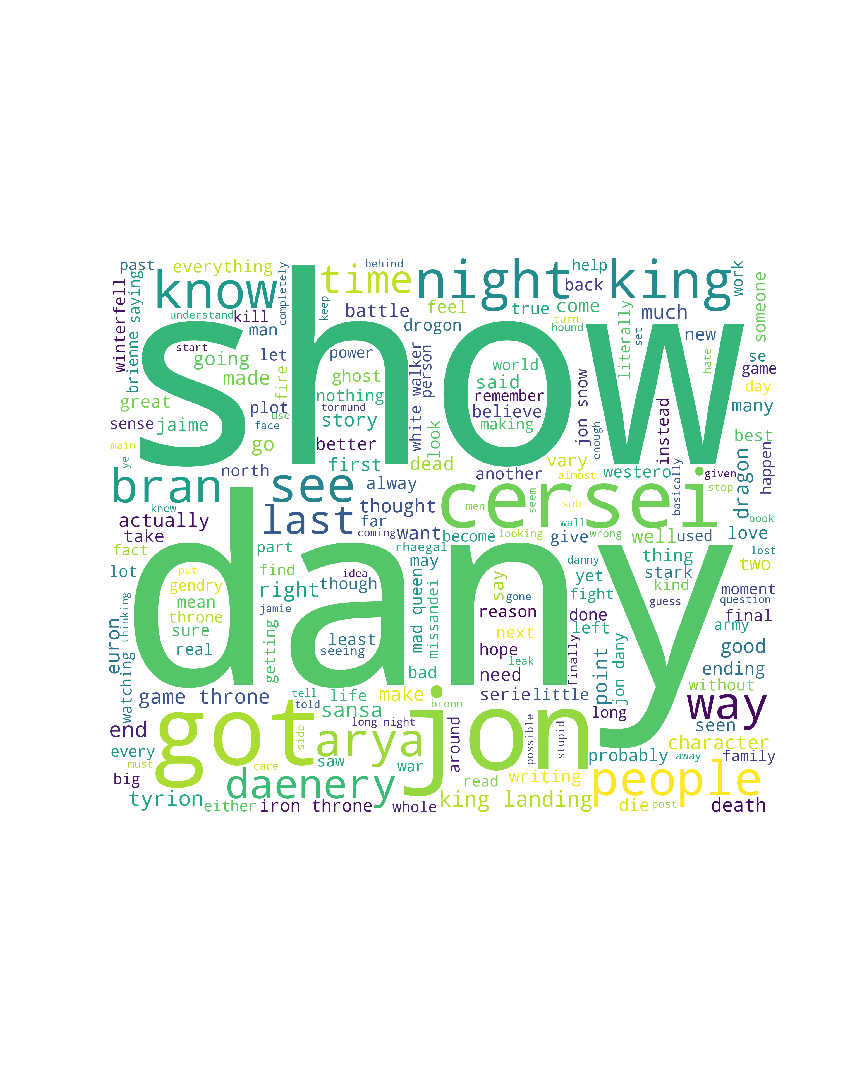 past everything behind help
know time night king work someone
winterfell brienne saying completely keep back
understand kill battle feel true come much
show
start man drogon hound turn set literally new se
going let power white walker person world jon snow hate game
made fire ghost said day
great nothing remember many
sense jaime plot use tormund story believe look making enough instead best
main face go better first dead vary westero dragon happen
ye north another almost basically given
bran see alway cersei stop
knew last thought men seem sub book
actually far want become wall well used love
take coming looking give wrong lost
fact part rhaegal danny thing two
dany
lot put find may say gone yet stark
gendry right though idea mad queen missandei fight kind moment
mean throne jamie reason done guess question
euron thinking sure getting least next left final army
real seeing hope leak finally point jon dany good
watching bad need ending
game throne tell life make serie little without
told sansa bronn long way
end got long night jon seen
every side saw arya around possible stupid probably character
must care war away family
big daenery read writing people
tyrion either iron throne whole king landing die post death